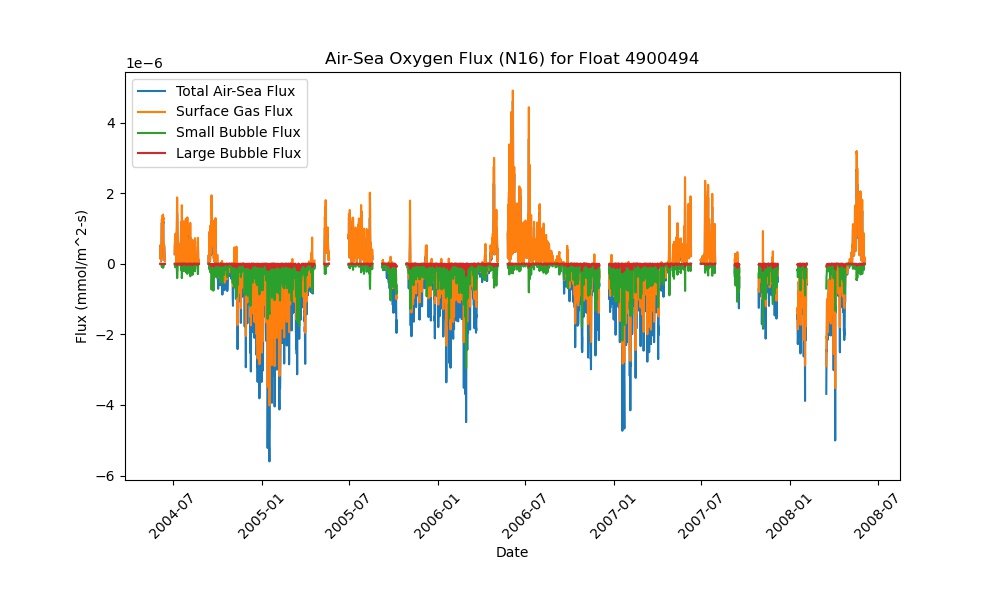 Air-Sea Oxygen Flux (N16) for Float 4900494
1e−6
Total Air-Sea Flux
Surface Gas Flux
Small Bubble Flux
Large Bubble Flux
4
2
0
−2
−4
−6
Flux (mmol/m^2-s)
2004-07
2005-01
2005-07
2006-01
2006-07
2007-01
2007-07
2008-01
2008-07
Date